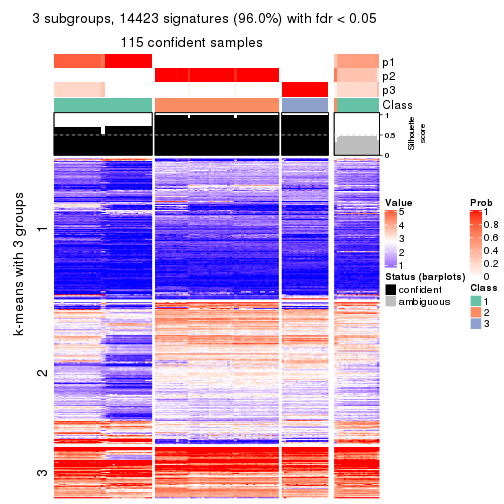 3 subgroups, 14423 signatures (96.0%) with fdr < 0.05
115 confident samples
p1
p2
p3
Class
1
0.5
0
Silhouette
score
k-means with 3 groups
1
2
3
Value
5
4
3
2
1
Status (barplots)
confident
ambiguous
Prob
1
0.8
0.6
0.4
0.2
0
Class
1
2
3